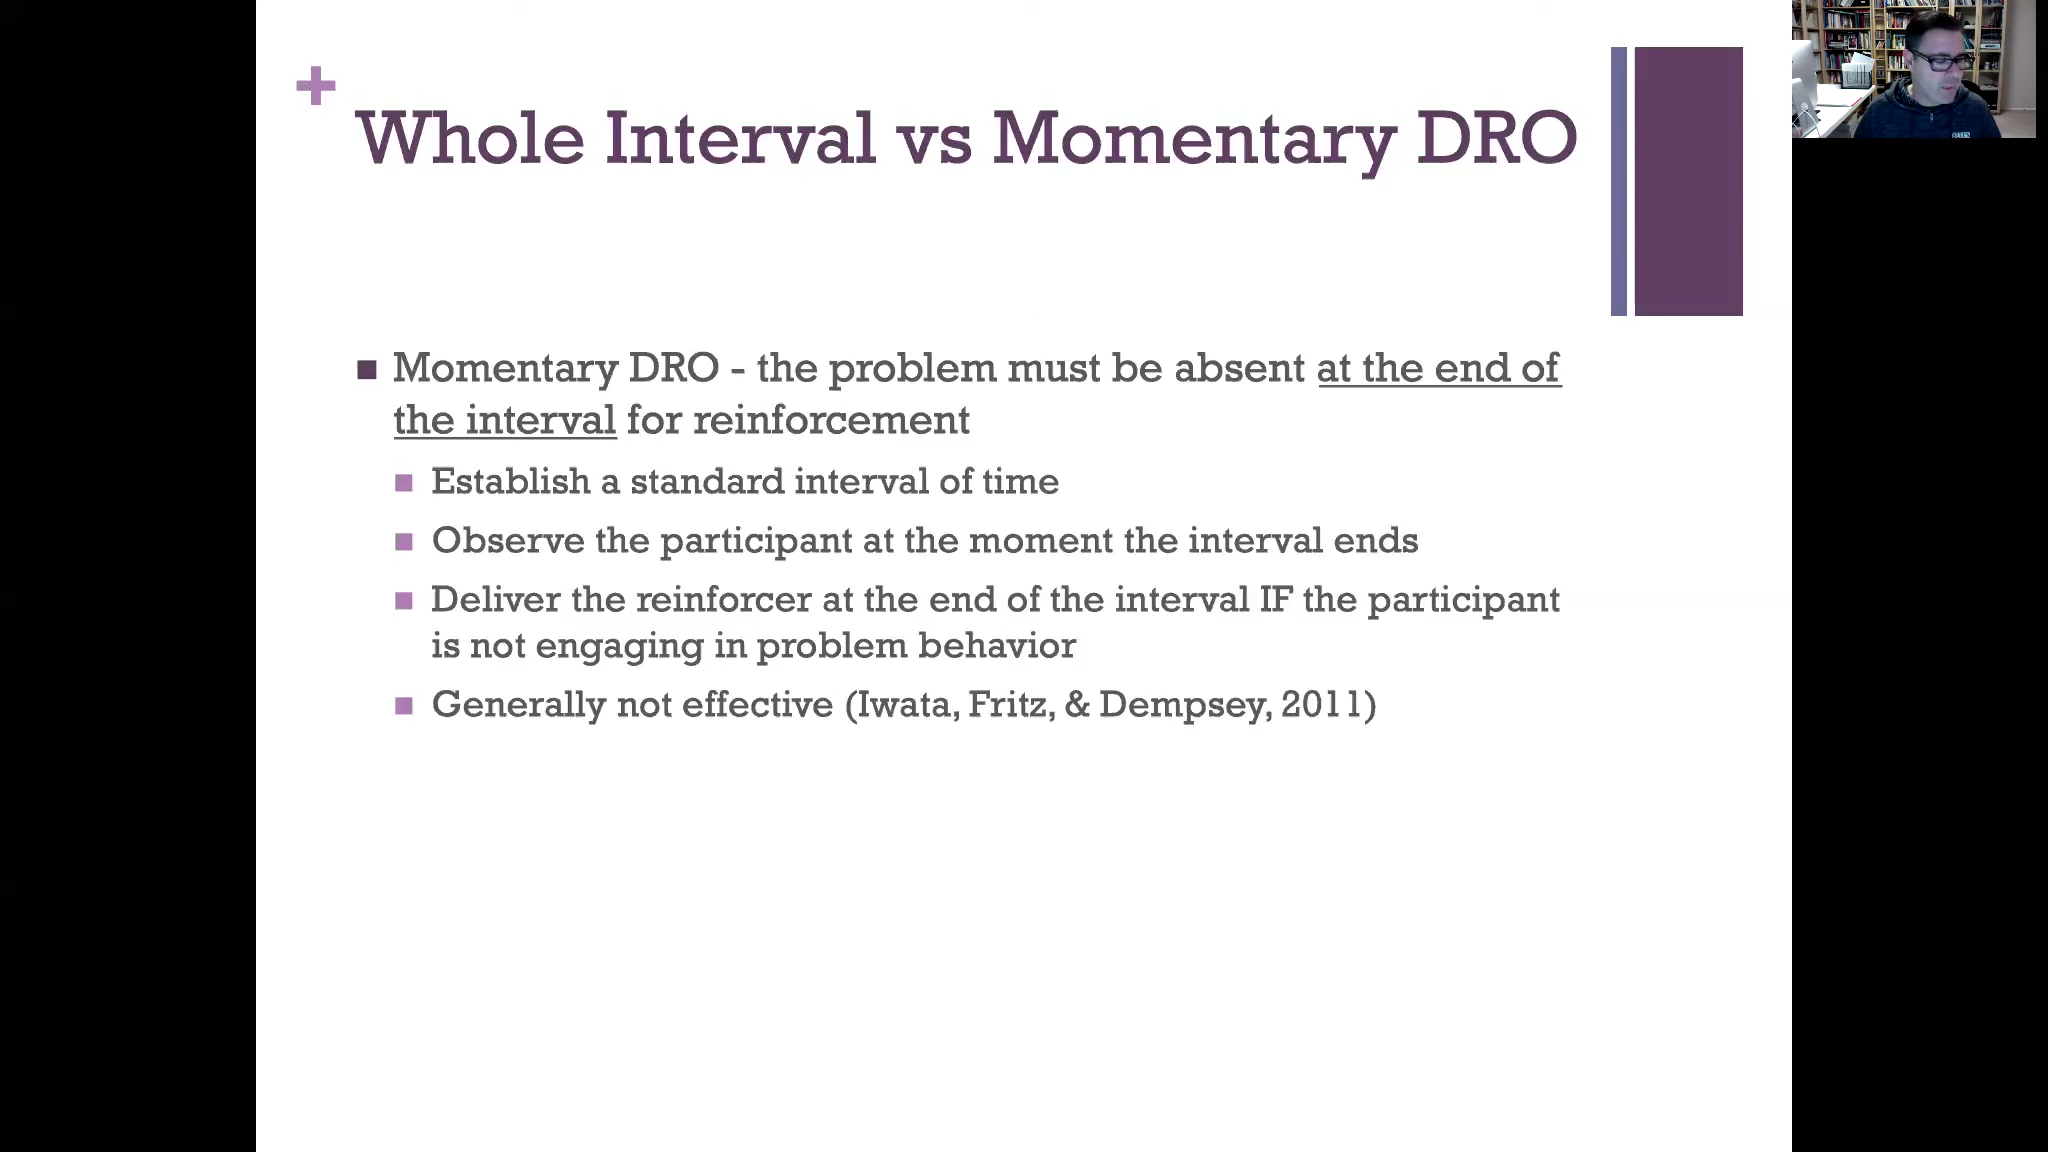 +
Whole Interval vs Momentary DRO
Momentary DRO - the problem must be absent at the end of
the interval for reinforcement
Establish a standard interval of time
Observe the participant at the moment the interval ends
Deliver the reinforcer at the end of the interval IF the participant
is not engaging in problem behavior
Generally not effective (Iwata, Fritz, & Dempsey, 2011)